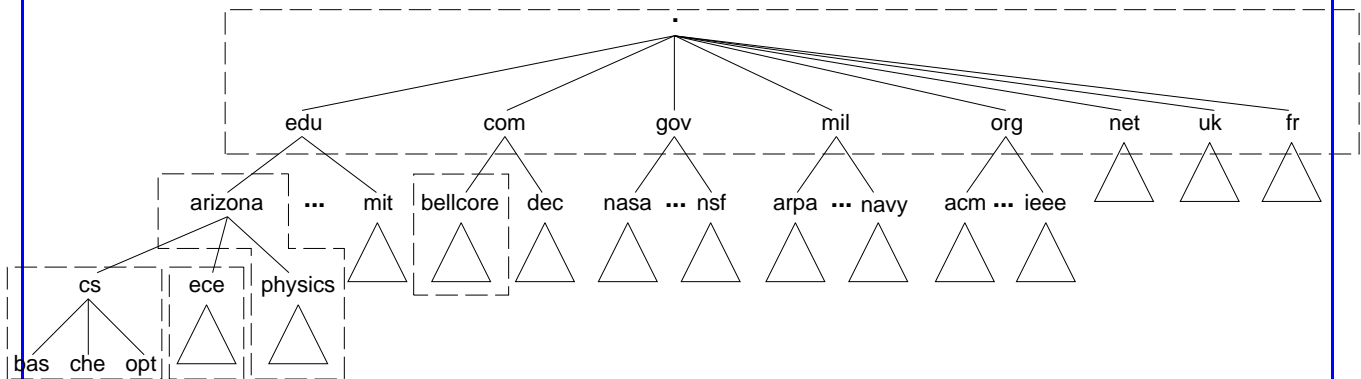 .
edu com gov mil org net uk fr
arizona ... mit bellcore dec nasa ... nsf arpa ... navy acm ... ieee
cs ece physics
bas che opt